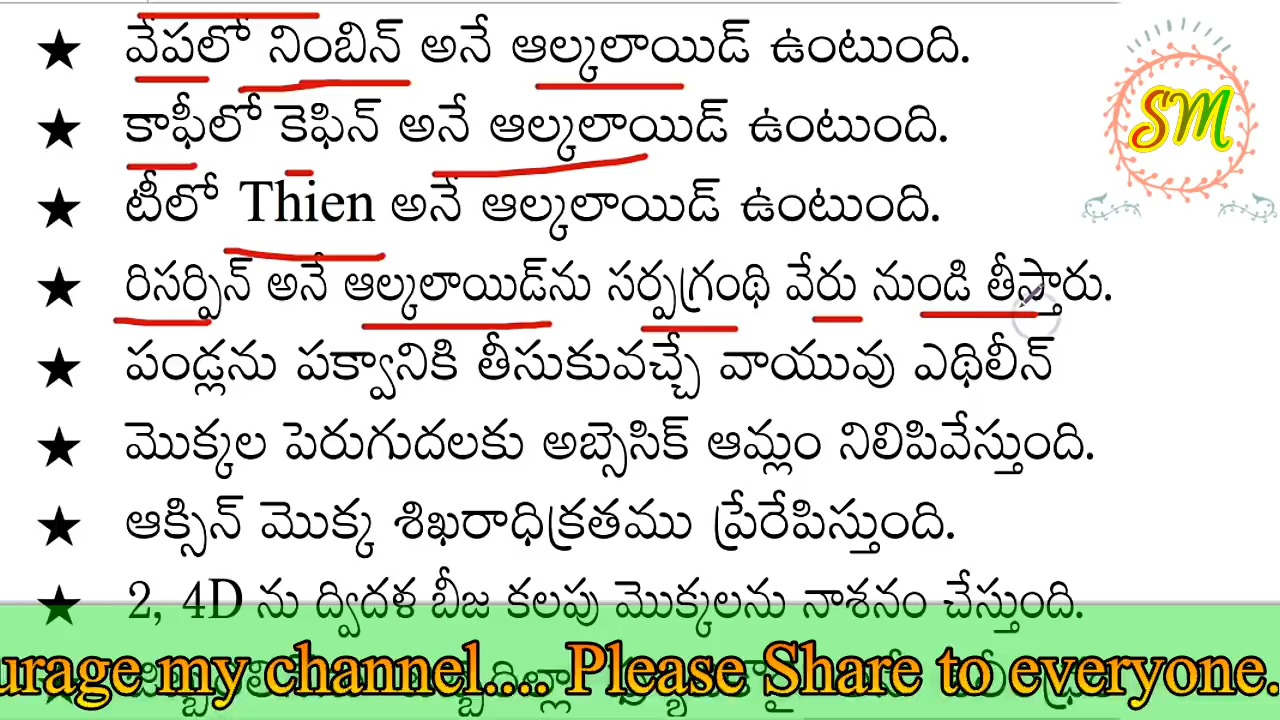 ★ వేపలో నింబిన్ అనే ఆల్కలాయిడ్ ఉంటుంది.
SM
★ కాఫీలో కెఫిన్ అనే ఆల్కలాయిడ్ ఉంటుంది.
★ టీలో Thien అనే ఆల్కలాయిడ్ ఉంటుంది.
★ రిసర్పిన్ అనే ఆల్కలాయిడ్‌ను సర్పగ్రంథి వేరు నుండి తీస్తారు.
★ పండ్లను పక్వానికి తీసుకువచ్చే వాయువు ఎథిలీన్
★ మొక్కల పెరుగుదలకు అబ్సెసిక్ ఆమ్లం నిలిపివేస్తుంది.
★ ఆక్సిన్ మొక్క శిఖరాధిక్రతము ప్రేరేపిస్తుంది.
★ 2, 4D ను ద్విదళ బీజ కలపు మొక్కలను నాశనం చేస్తుంది.
urage my channel.... Please Share to everyone.